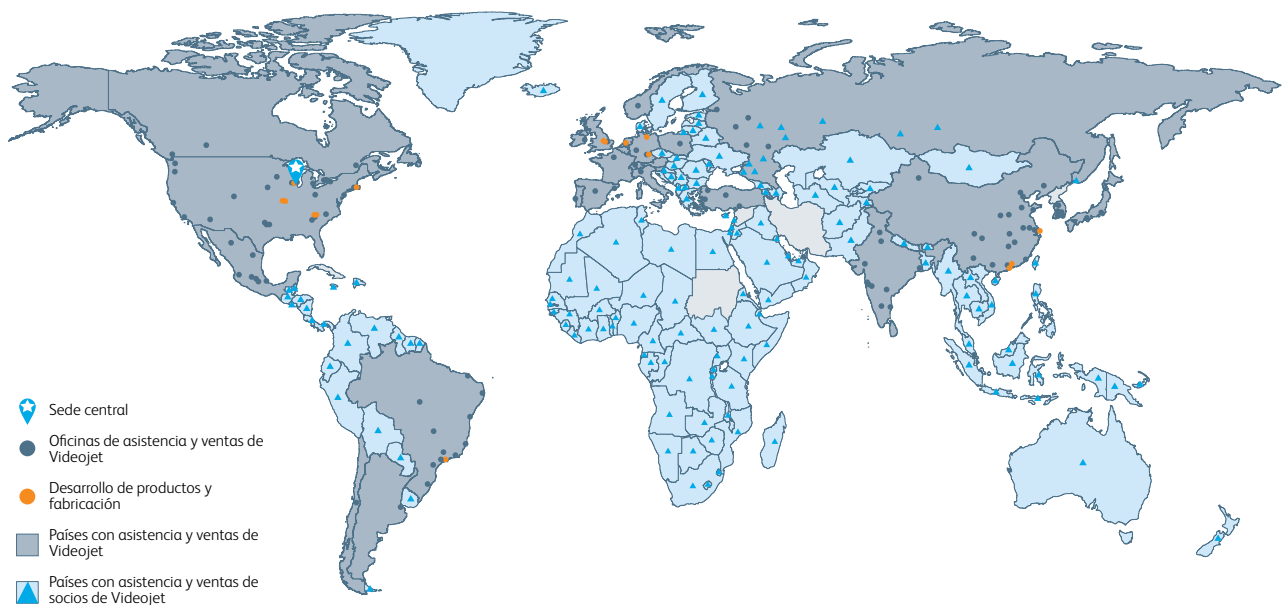 Sede central
Oficinas de asistencia y ventas de
Videojet
Desarrollo de productos y
fabricación
Países con asistencia y ventas de
Videojet
Países con asistencia y ventas de
socios de Videojet